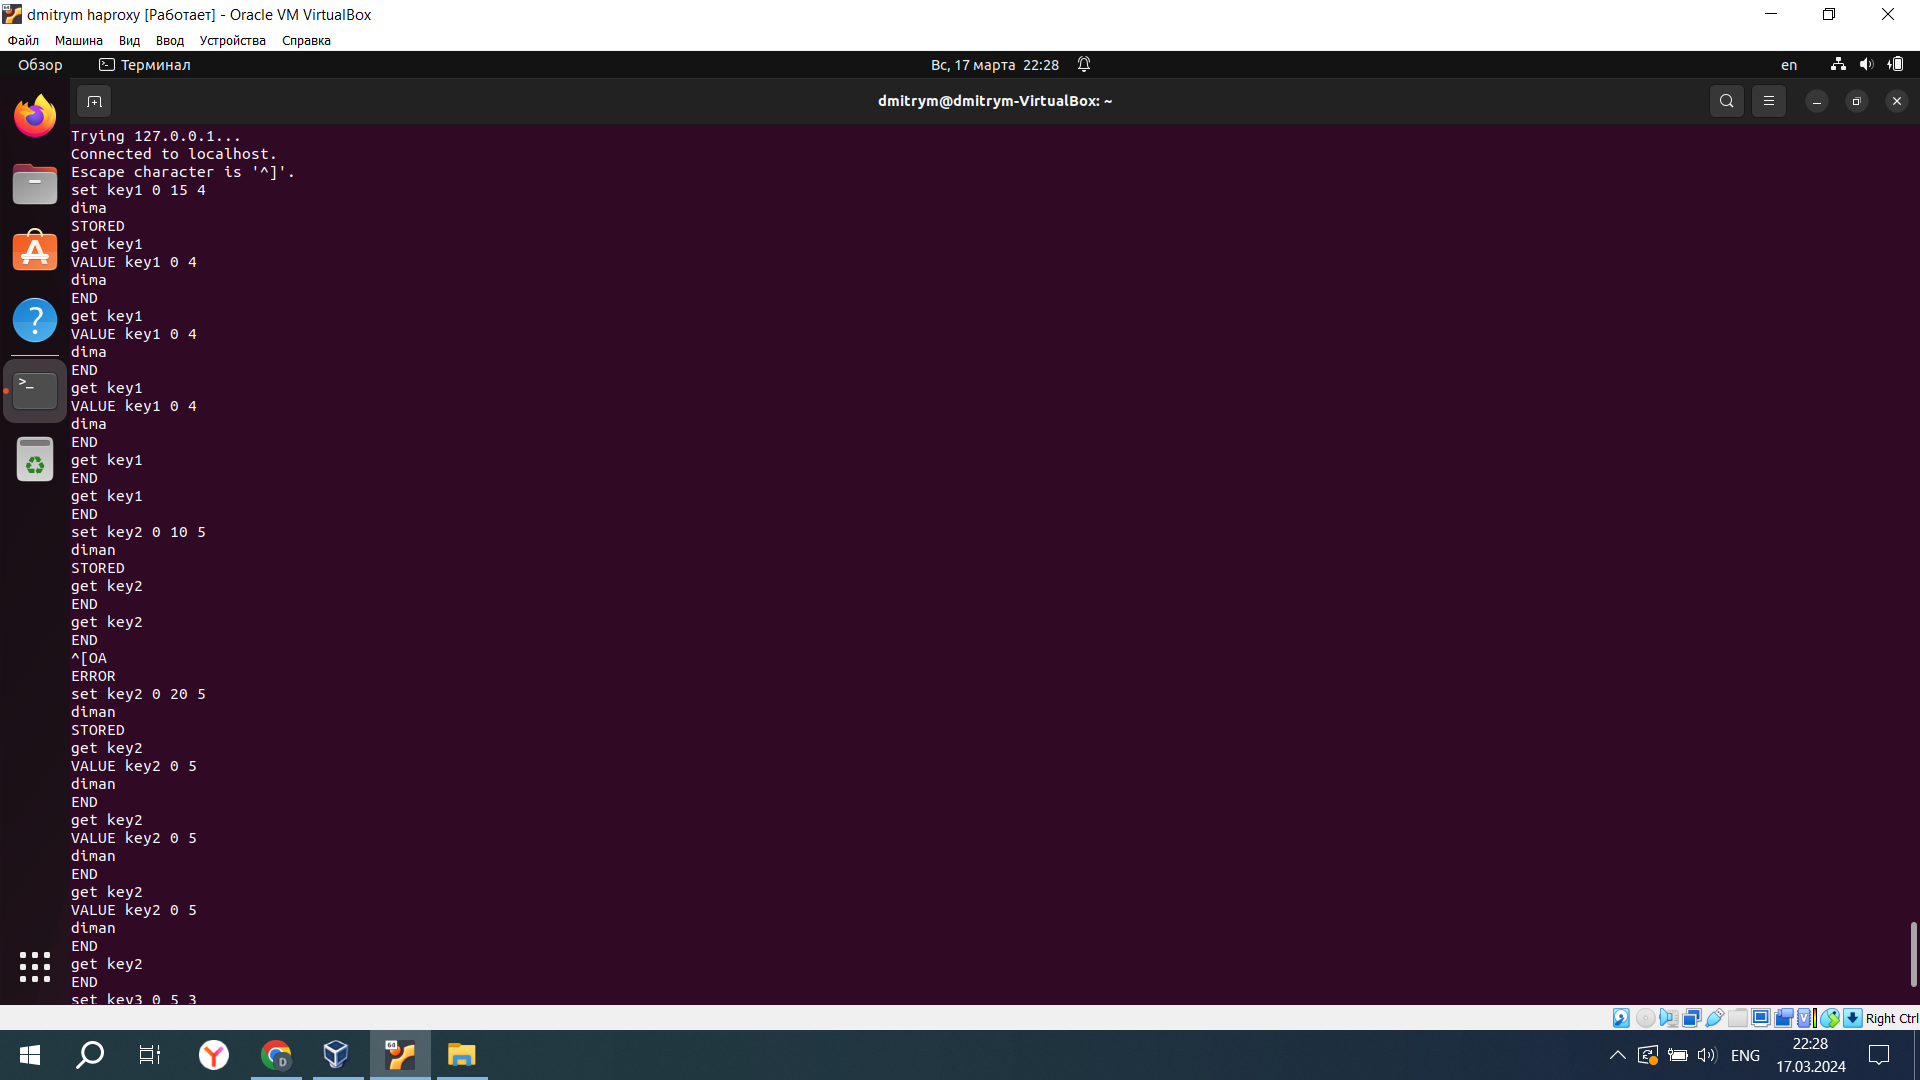 dmitrym haproxy [Работает] - Oracle VM VirtualBox
Файл Машина Вид Ввод Устройства Справка
Обзор Терминал Вс, 17 марта 22:28 en
dmitrym@dmitrym-VirtualBox: ~
Trying 127.0.0.1...
Connected to localhost.
Escape character is '^]'.
set key1 0 15 4
dima
STORED
get key1
VALUE key1 0 4
dima
END
get key1
VALUE key1 0 4
dima
END
get key1
VALUE key1 0 4
dima
END
get key1
END
get key1
END
set key2 0 10 5
diman
STORED
get key2
END
get key2
END
^[OA
ERROR
set key2 0 20 5
diman
STORED
get key2
VALUE key2 0 5
diman
END
get key2
VALUE key2 0 5
diman
END
get key2
VALUE key2 0 5
diman
END
get key2
END
set key3 0 5 3
Right Ctrl
ENG
22:28
17.03.2024